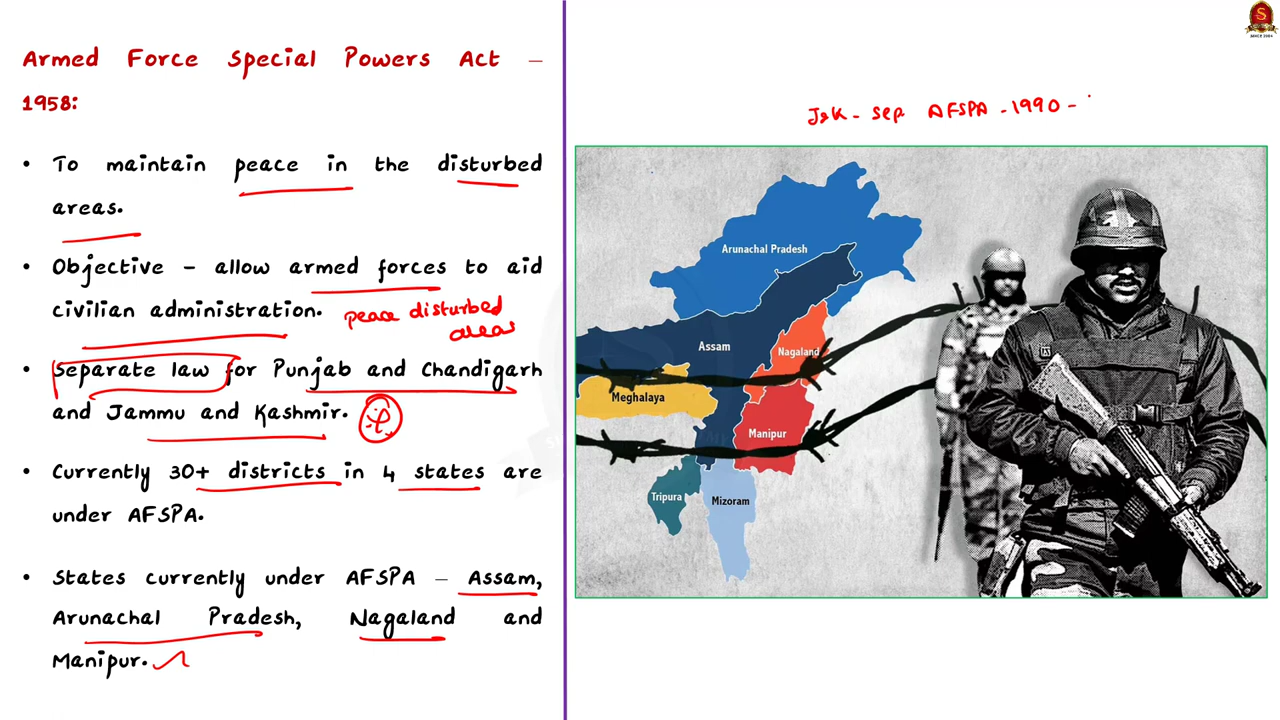 Armed Force Special Powers Act –
1958:
• To maintain peace in the disturbed
areas.
• Objective – allow armed forces to aid
civilian administration.
peace disturbed
areas
• Separate law for Punjab and Chandigarh
and Jammu and Kashmir.
• Currently 30+ districts in 4 states are
under AFSPA.
• States currently under AFSPA – Assam,
Arunachal Pradesh, Nagaland and
Manipur.
S
SINCE 2004
J&K - Sep AFSPA - 1990 -
Arunachal Pradesh
Assam
Nagaland
Meghalaya
Manipur
Tripura
Mizoram